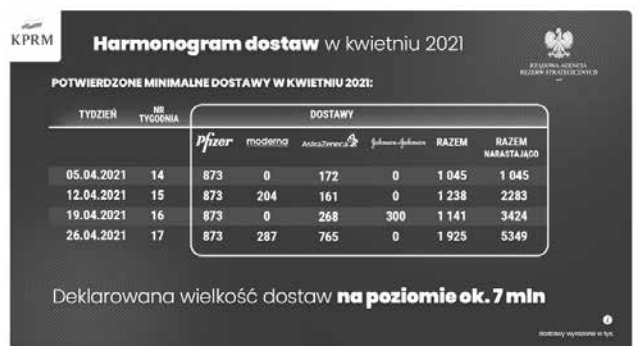 KPRM
Harmonogram dostaw w kwietniu 2021
RZĄDOWA AGENCJA
REZERW STRATEGICZNYCH
POTWIERDZONE MINIMALNE DOSTAWY W KWIETNIU 2021:
TYDZIEŃ NR TYGODNIA DOSTAWY
Pfizer moderna AstraZeneca Johnson & Johnson RAZEM RAZEM NARASTAJĄCO
05.04.2021 14 873 0 172 0 1 045 1 045
12.04.2021 15 873 204 161 0 1 238 2283
19.04.2021 16 873 0 268 300 1 141 3424
26.04.2021 17 873 287 765 0 1 925 5349
Deklarowana wielkość dostaw na poziomie ok. 7 mln
dostawy wyrażone w tys.